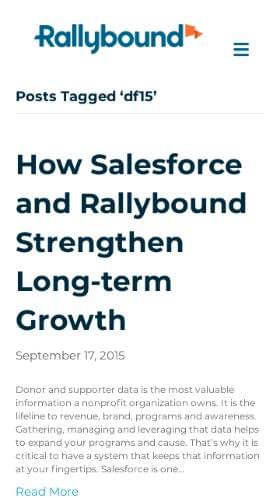 Rallybound
Posts Tagged ‘df15’
How Salesforce
and Rallybound
Strengthen
Long-term
Growth
September 17, 2015
Donor and supporter data is the most valuable
information a nonprofit organization owns. It is the
lifeline to revenue, brand, programs and awareness.
Gathering, managing and leveraging that data helps
to expand your programs and cause. That’s why it is
critical to have a system that keeps that information
at your fingertips. Salesforce is one...
Read More